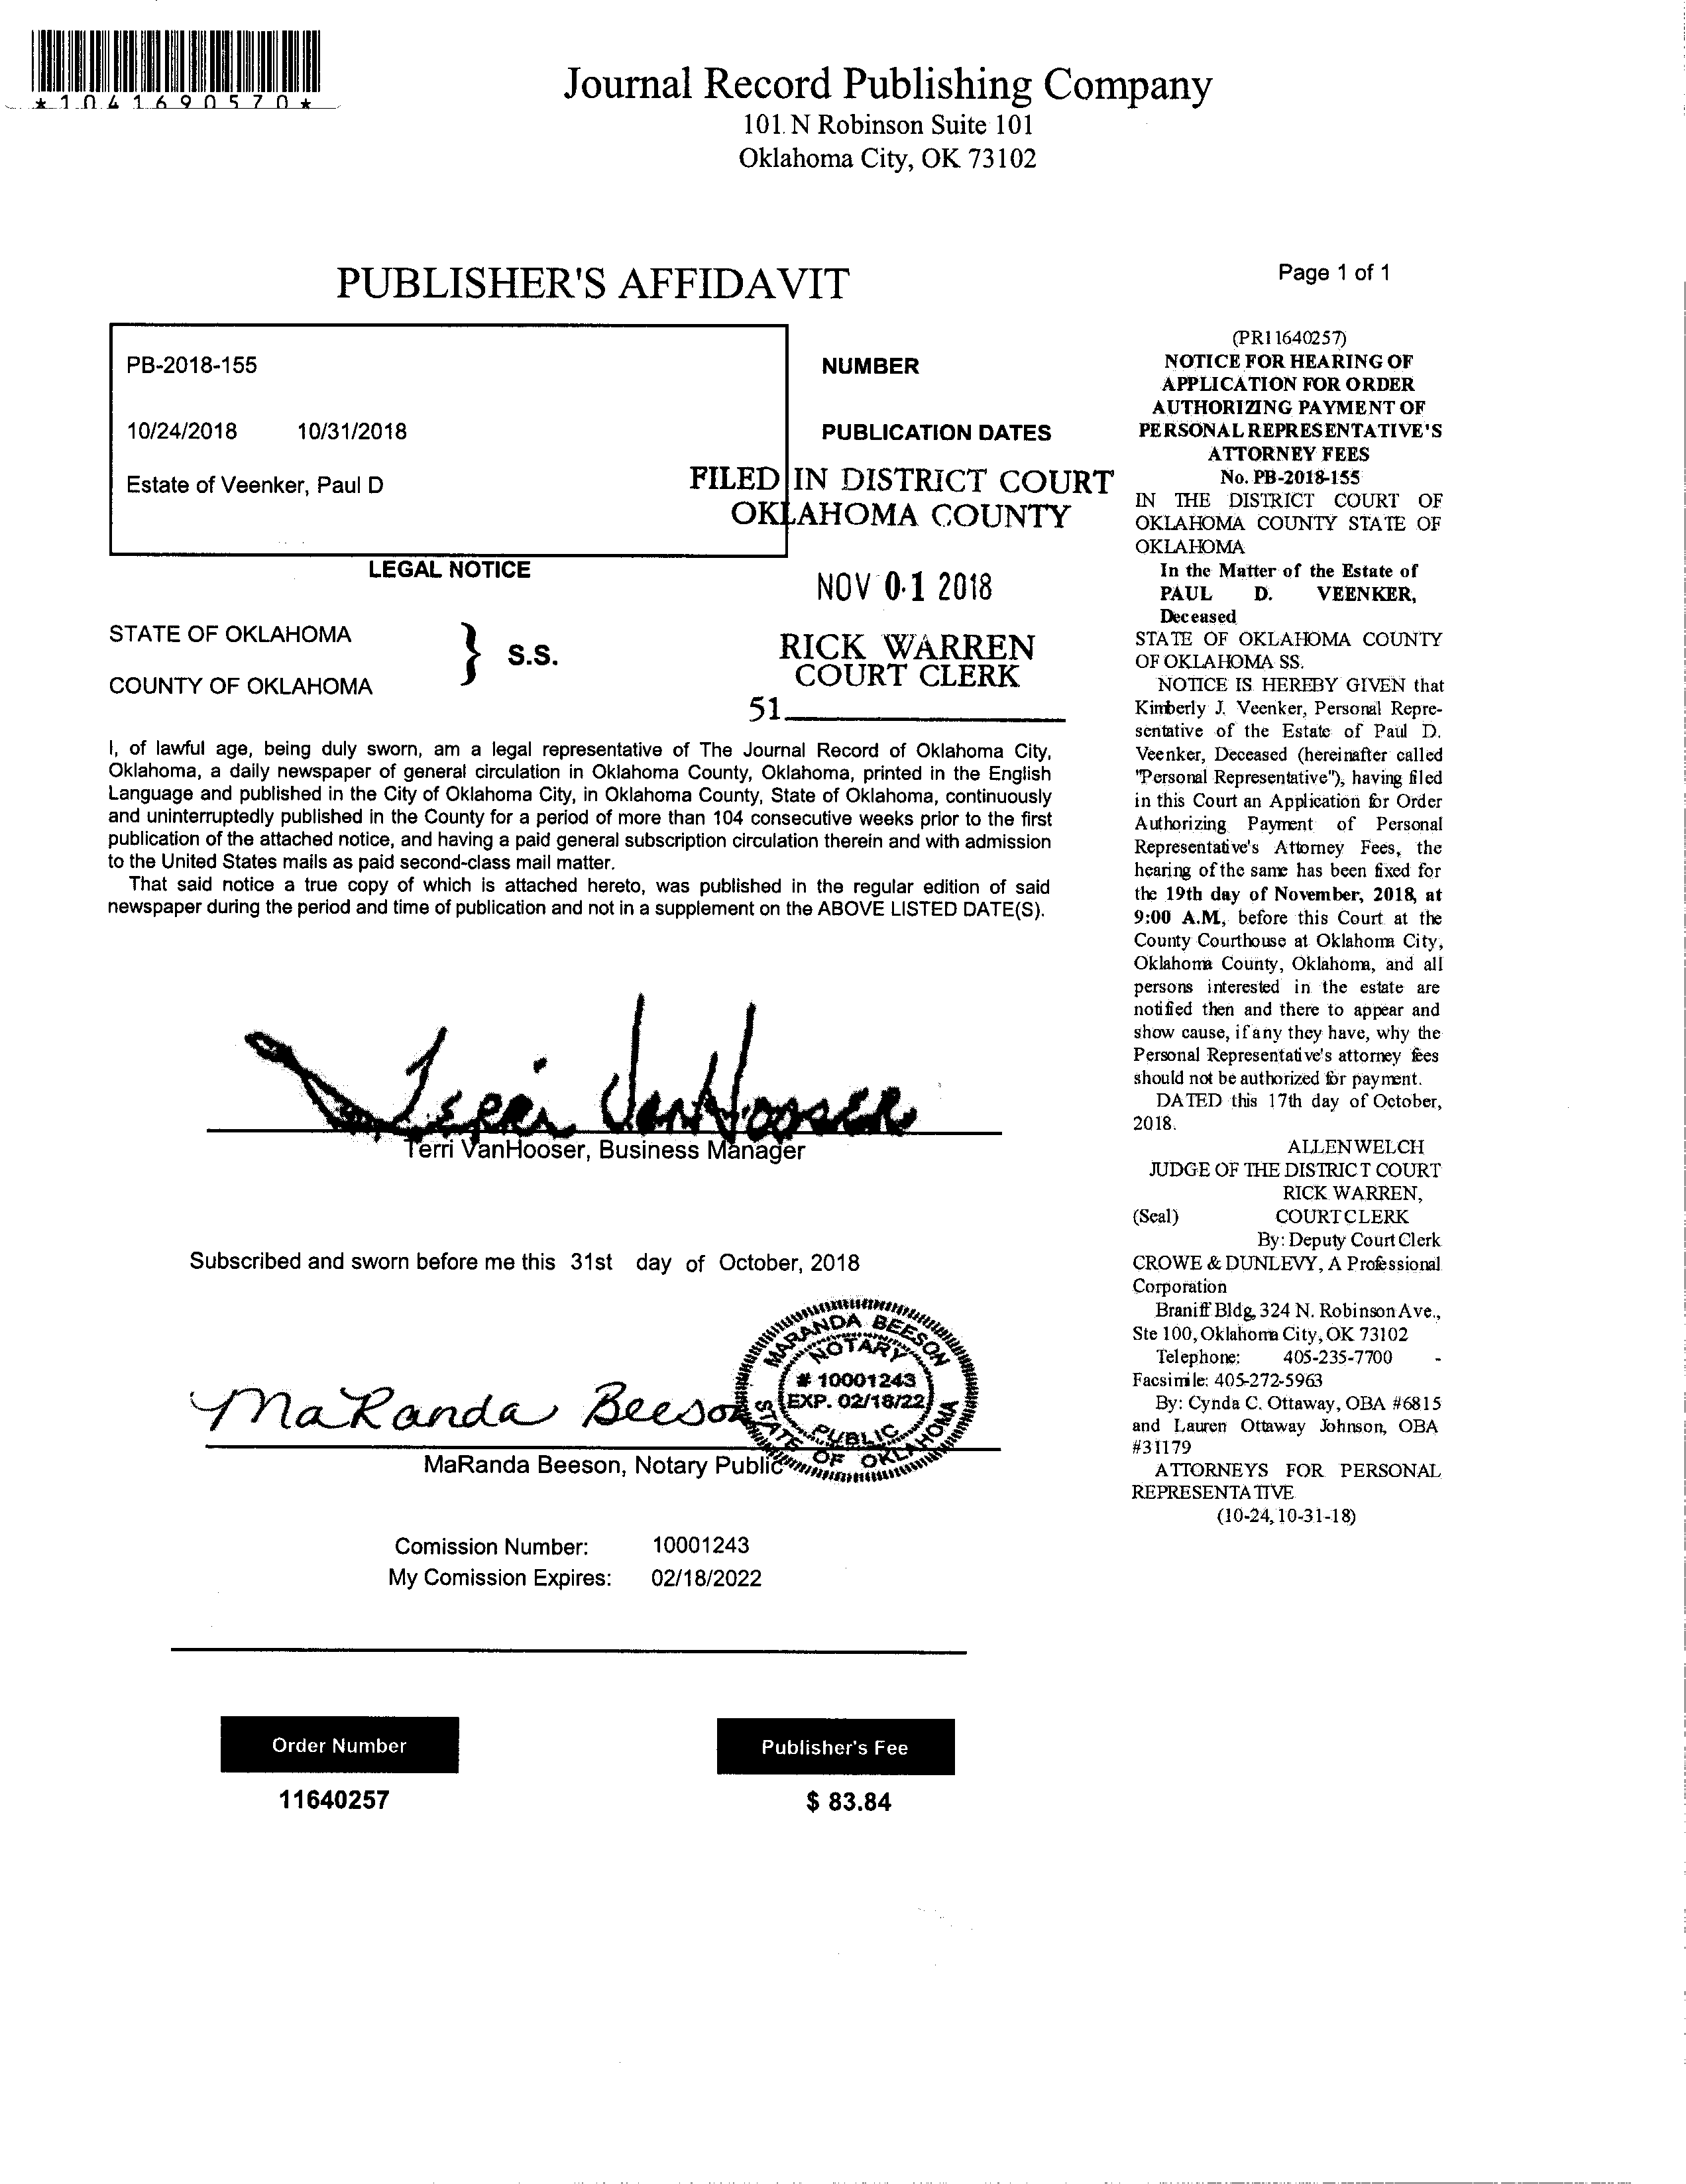 *1041690570*
Journal Record Publishing Company
101 N Robinson Suite 101
Oklahoma City, OK 73102
PUBLISHER'S AFFIDAVIT
PB-2018-155
NUMBER
10/24/2018 10/31/2018
PUBLICATION DATES
Estate of Veenker, Paul D
FILED IN DISTRICT COURT
OKLAHOMA COUNTY
LEGAL NOTICE
NOV 01 2018
STATE OF OKLAHOMA
} S.S.
COUNTY OF OKLAHOMA
RICK WARREN
COURT CLERK
51
I, of lawful age, being duly sworn, am a legal representative of The Journal Record of Oklahoma City,
Oklahoma, a daily newspaper of general circulation in Oklahoma County, Oklahoma, printed in the English
Language and published in the City of Oklahoma City, in Oklahoma County, State of Oklahoma, continuously
and uninterruptedly published in the County for a period of more than 104 consecutive weeks prior to the first
publication of the attached notice, and having a paid general subscription circulation therein and with admission
to the United States mails as paid second-class mail matter.
That said notice a true copy of which is attached hereto, was published in the regular edition of said
newspaper during the period and time of publication and not in a supplement on the ABOVE LISTED DATE(S).
Terri VanHooser
Terri VanHooser, Business Manager
Subscribed and sworn before me this 31st day of October, 2018
MaRanda Beeson
MARANDA BEESON
NOTARY
# 10001243
EXP. 02/18/22
PUBLIC
STATE OF OKLAHOMA
MaRanda Beeson, Notary Public
Comission Number: 10001243
My Comission Expires: 02/18/2022
Order Number
11640257
Publisher's Fee
$ 83.84
Page 1 of 1
(PR11640257)
NOTICE FOR HEARING OF
APPLICATION FOR ORDER
AUTHORIZING PAYMENT OF
PERSONAL REPRESENTATIVE'S
ATTORNEY FEES
No. PB-2018-155
IN THE DISTRICT COURT OF
OKLAHOMA COUNTY STATE OF
OKLAHOMA
In the Matter of the Estate of
PAUL D. VEENKER,
Deceased
STATE OF OKLAHOMA COUNTY
OF OKLAHOMA SS.
NOTICE IS HEREBY GIVEN that
Kimberly J. Veenker, Personal Repre-
sentative of the Estate of Paul D.
Veenker, Deceased (hereinafter called
"Personal Representative"), having filed
in this Court an Application for Order
Authorizing Payment of Personal
Representative's Attorney Fees, the
hearing of the same has been fixed for
the 19th day of November, 2018, at
9:00 A.M, before this Court at the
County Courthouse at Oklahoma City,
Oklahoma County, Oklahoma, and all
persons interested in the estate are
notified then and there to appear and
show cause, if any they have, why the
Personal Representative's attorney fees
should not be authorized for payment.
DATED this 17th day of October,
2018.
ALLEN WELCH
JUDGE OF THE DISTRICT COURT
RICK WARREN,
(Seal) COURT CLERK
By: Deputy Court Clerk
CROWE & DUNLEVY, A Professional
Corporation
Braniff Bldg, 324 N. Robinson Ave.,
Ste 100, Oklahoma City, OK 73102
Telephone: 405-235-7700 -
Facsimile: 405-272-5963
By: Cynda C. Ottaway, OBA #6815
and Lauren Ottaway Johnson, OBA
#31179
ATTORNEYS FOR PERSONAL
REPRESENTATIVE
(10-24, 10-31-18)